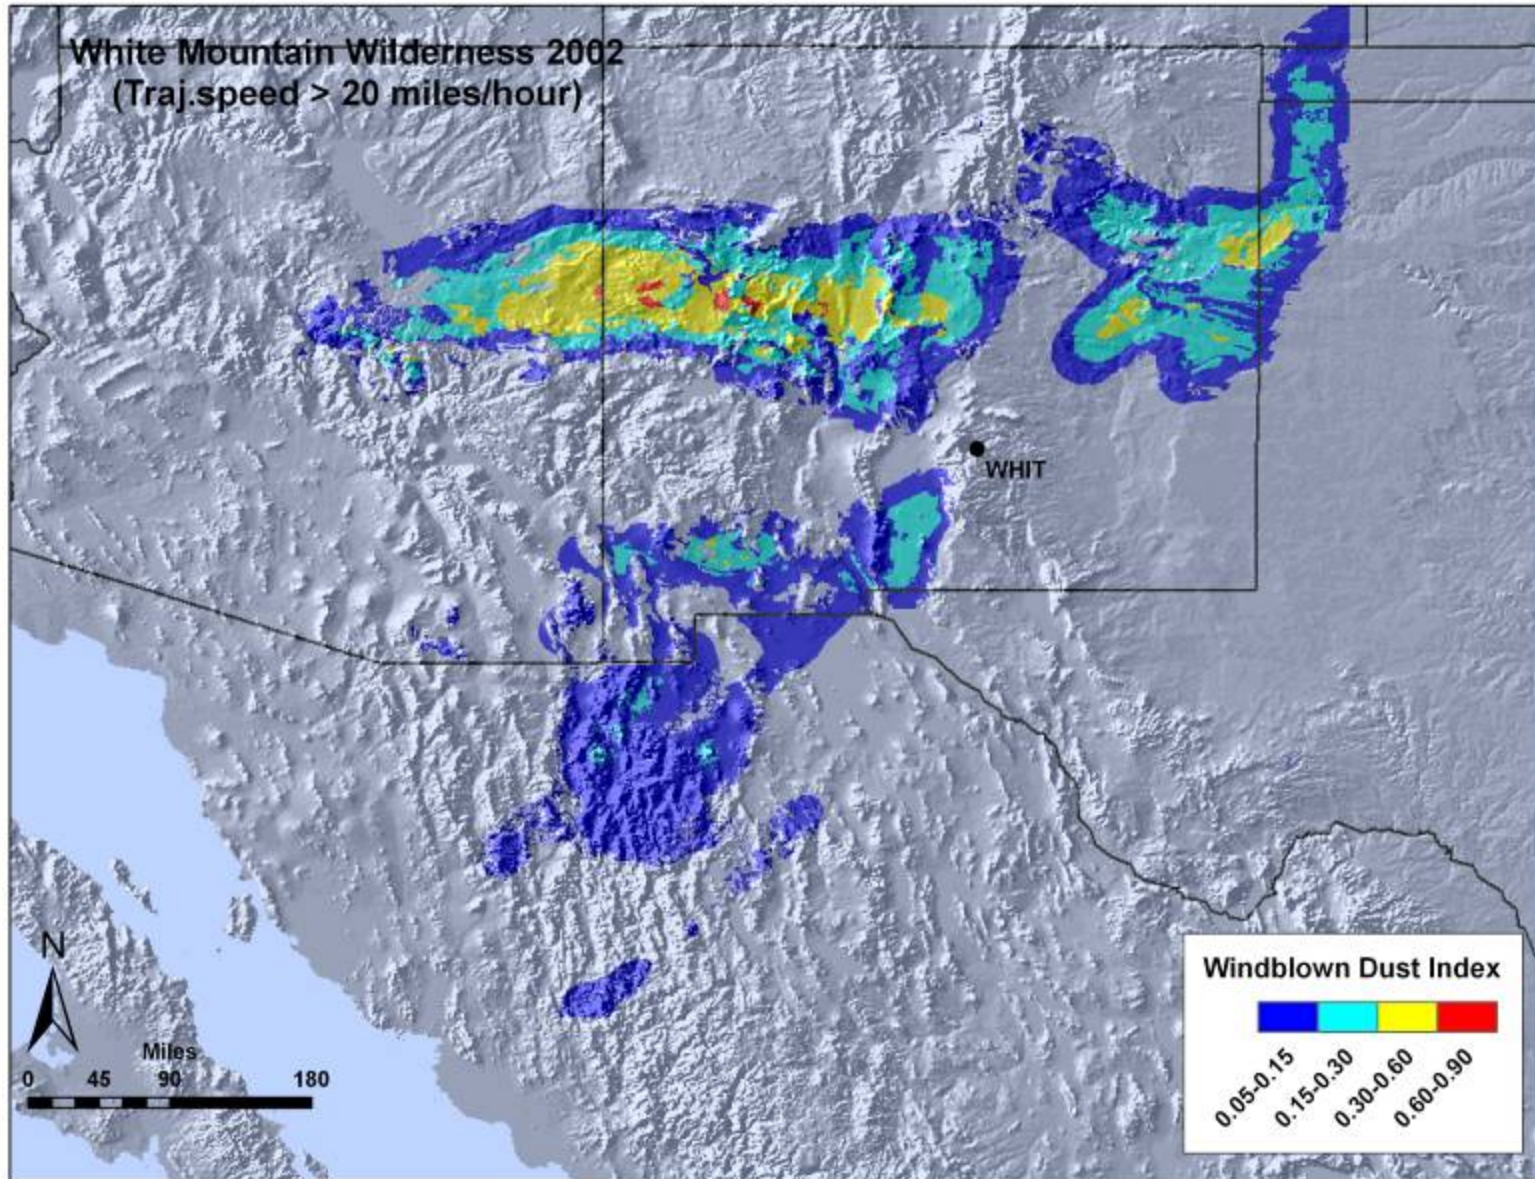 White Mountain Wilderness 2002
(Traj.speed > 20 miles/hour)
WHIT
N
Miles
0 45 90 180
Windblown Dust Index
0.05-0.15 0.15-0.30 0.30-0.60 0.60-0.90